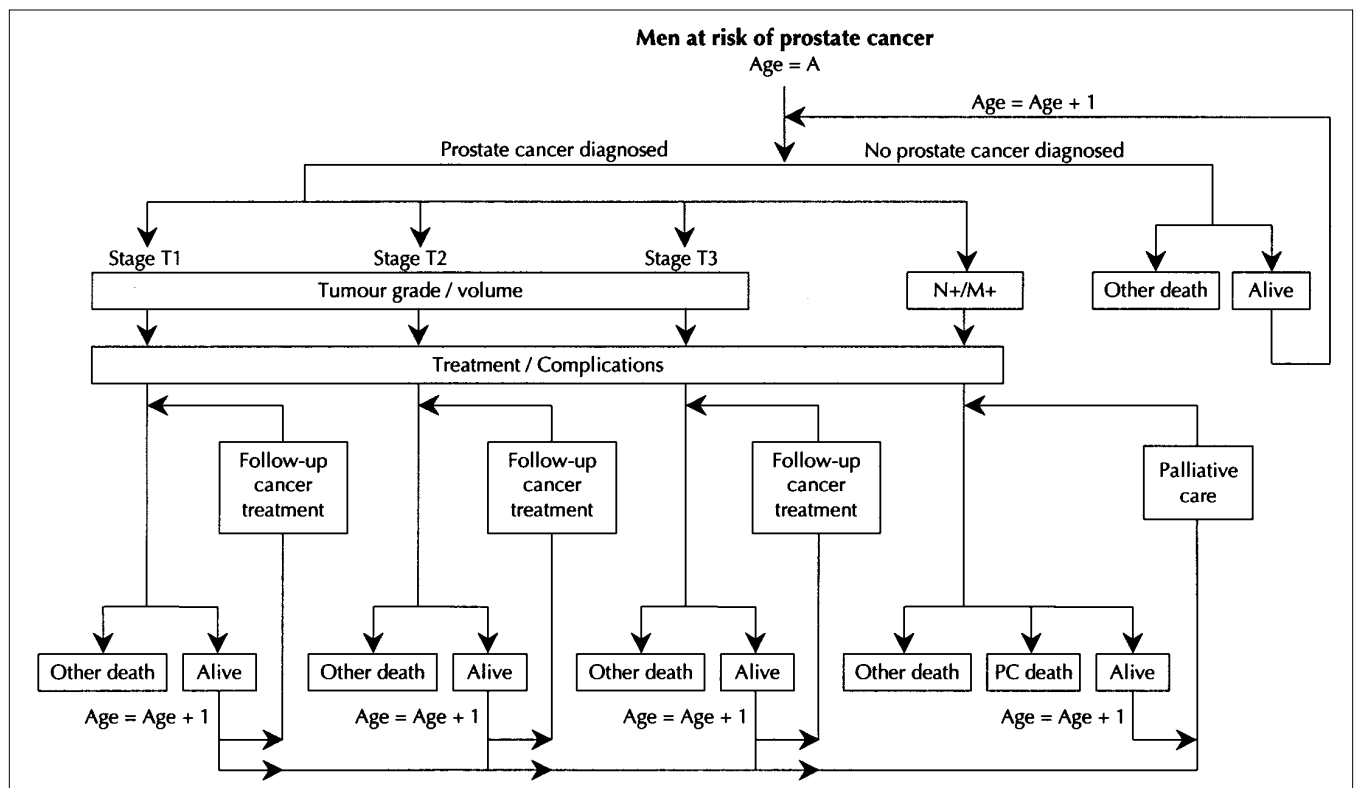 Men at risk of prostate cancer
Age = A
Age = Age + 1
Prostate cancer diagnosed
No prostate cancer diagnosed
Stage T1
Stage T2
Stage T3
Tumour grade / volume
N+/M+
Other death
Alive
Treatment / Complications
Follow-up
cancer
treatment
Follow-up
cancer
treatment
Follow-up
cancer
treatment
Palliative
care
Other death
Alive
Other death
Alive
Other death
Alive
Other death
PC death
Alive
Age = Age + 1
Age = Age + 1
Age = Age + 1
Age = Age + 1